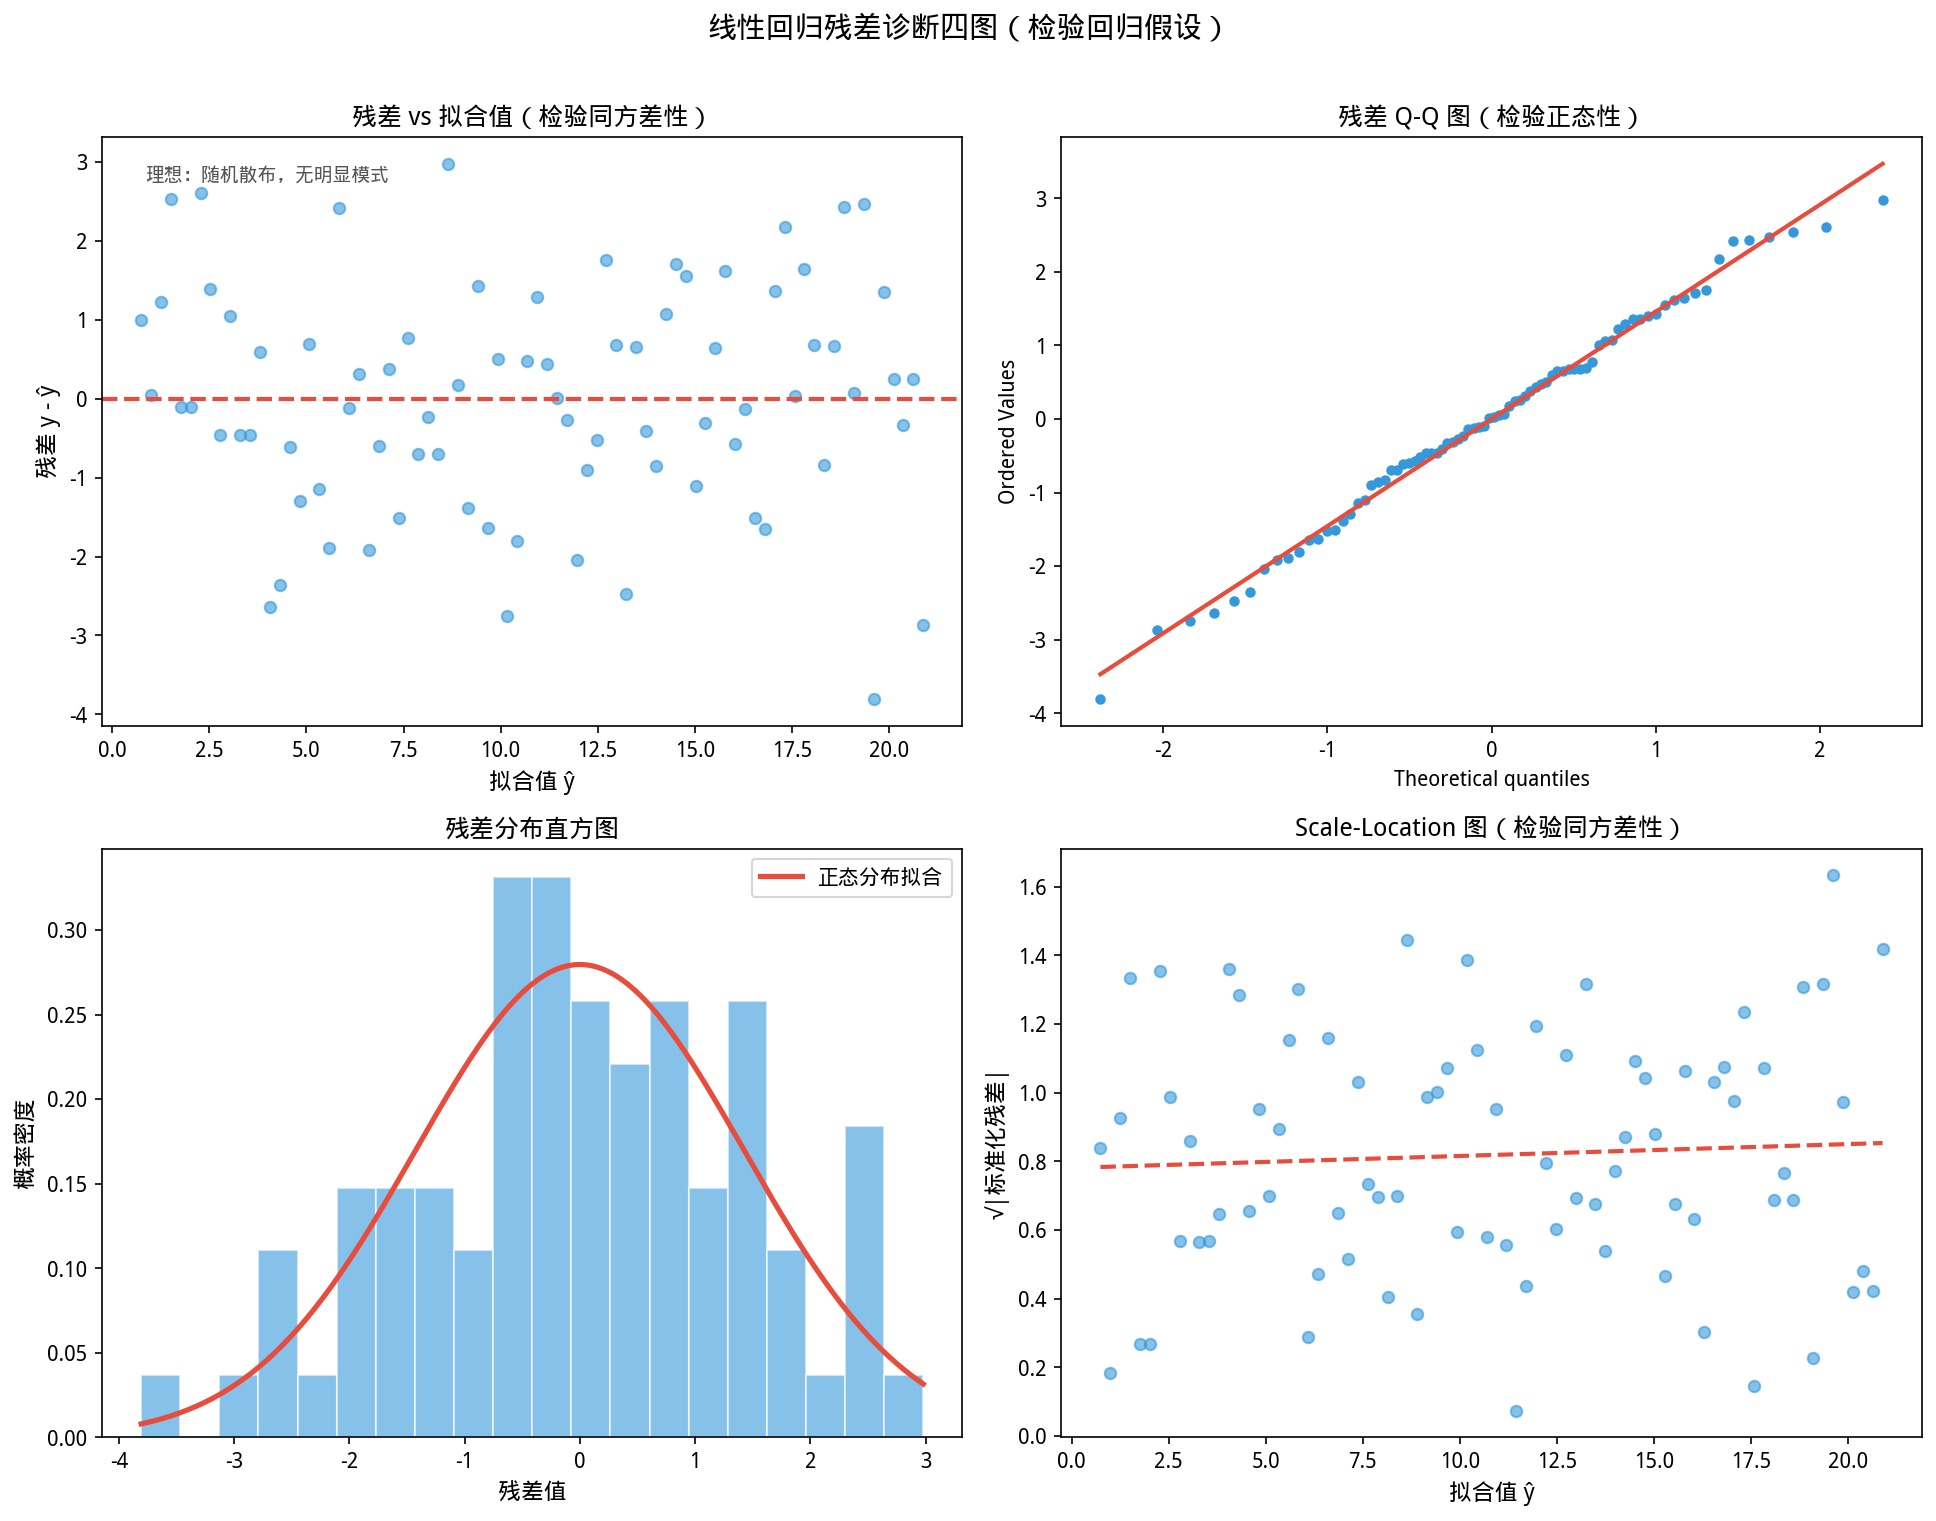 线性回归残差诊断四图（检验回归假设）
残差 vs 拟合值（检验同方差性）
理想: 随机散布, 无明显模式
3
2
1
0
-1
-2
-3
-4
残差 y - ŷ
0.0 2.5 5.0 7.5 10.0 12.5 15.0 17.5 20.0
拟合值 ŷ
残差 Q-Q 图（检验正态性）
3
2
1
0
-1
-2
-3
-4
Ordered Values
-2 -1 0 1 2
Theoretical quantiles
残差分布直方图
正态分布拟合
0.30
0.25
0.20
0.15
0.10
0.05
0.00
概率密度
-4 -3 -2 -1 0 1 2 3
残差值
Scale-Location 图（检验同方差性）
1.6
1.4
1.2
1.0
0.8
0.6
0.4
0.2
0.0
√|标准化残差|
0.0 2.5 5.0 7.5 10.0 12.5 15.0 17.5 20.0
拟合值 ŷ